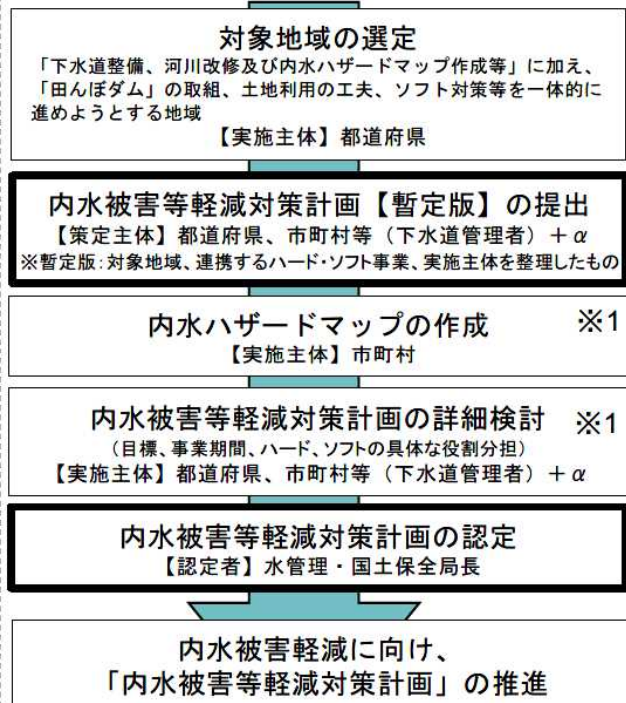 対象地域の選定
「下水道整備、河川改修及び内水ハザードマップ作成等」に加え、
「田んぼダム」の取組、土地利用の工夫、ソフト対策等を一体的に
進めようとする地域
【実施主体】都道府県
内水被害等軽減対策計画【暫定版】の提出
【策定主体】都道府県、市町村等（下水道管理者）＋α
※暫定版：対象地域、連携するハード・ソフト事業、実施主体を整理したもの
内水ハザードマップの作成 ※1
【実施主体】市町村
内水被害等軽減対策計画の詳細検討 ※1
（目標、事業期間、ハード、ソフトの具体な役割分担）
【実施主体】都道府県、市町村等（下水道管理者）＋α
内水被害等軽減対策計画の認定
【認定者】水管理・国土保全局長
内水被害軽減に向け、
「内水被害等軽減対策計画」の推進